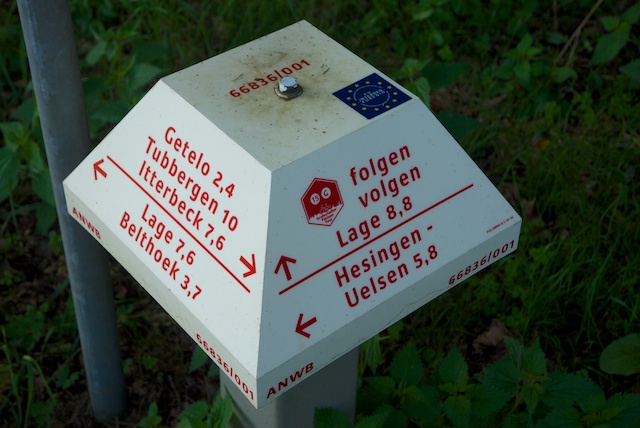 66836/001
Getelo 2,4
Tubbergen 10
Itterbeck 7,6
Lage 7,6
Belthoek 3,7
ANWB
66836/001
folgen
volgen
Lage 8,8
Hesingen -
Uelsen 5,8
ANWB
66836/001